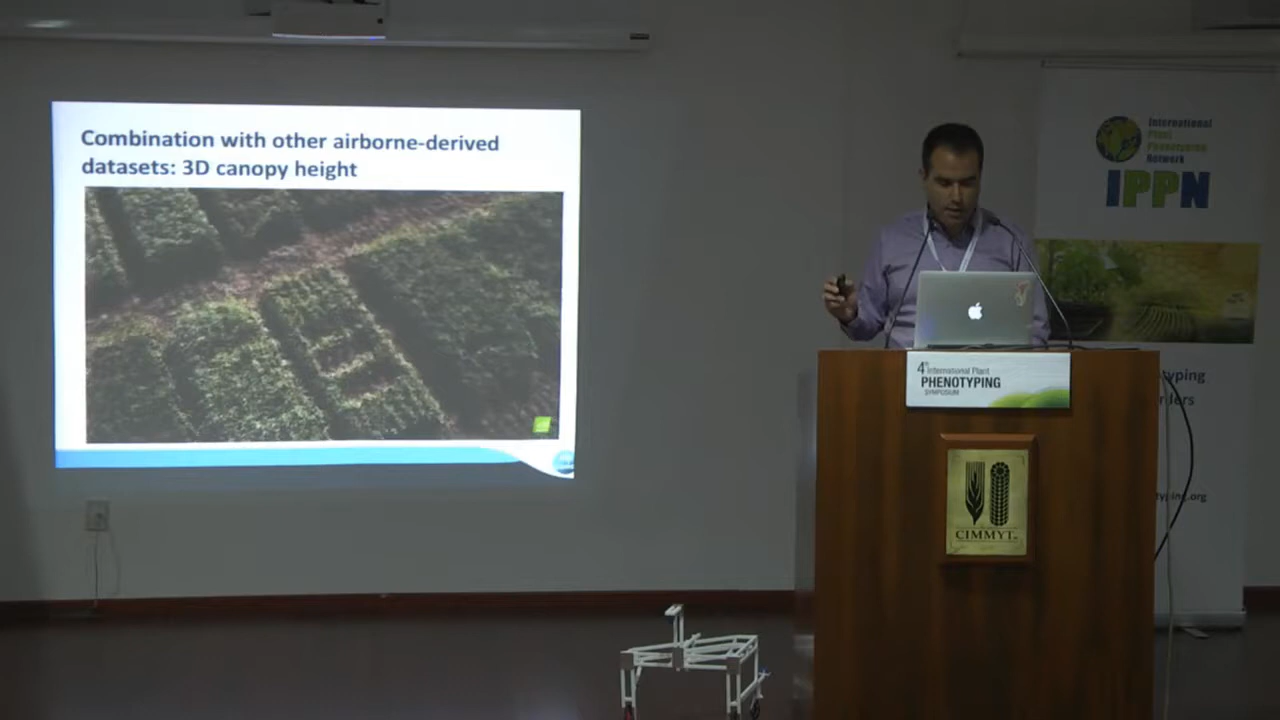 Combination with other airborne-derived
datasets: 3D canopy height
International
Plant
Phenotyping
Network
IPPN
4th International Plant
PHENOTYPING
SYMPOSIUM
CIMMYT